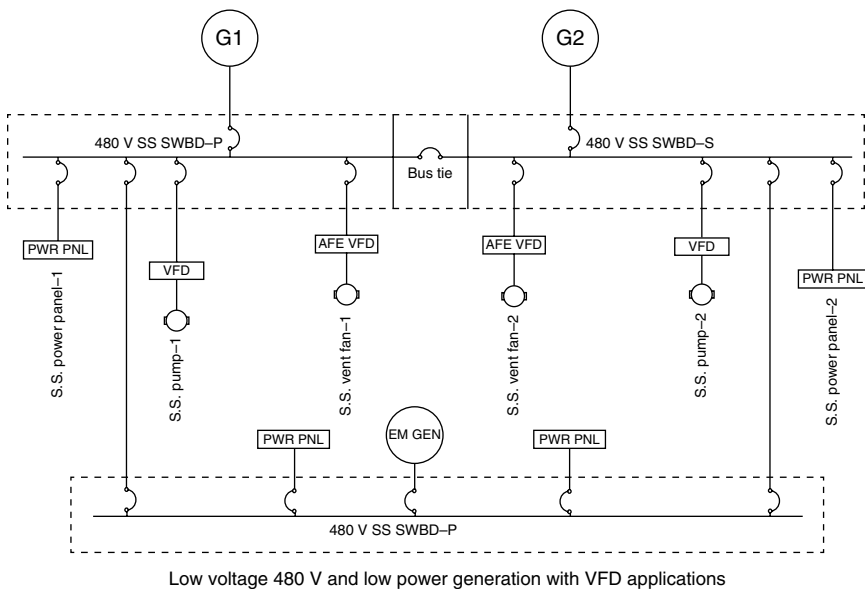 G1
G2
480 V SS SWBD–P
480 V SS SWBD–S
Bus tie
PWR PNL
VFD
AFE VFD
AFE VFD
VFD
PWR PNL
S.S. power panel–1
S.S. pump–1
S.S. vent fan–1
S.S. vent fan–2
S.S. pump–2
S.S. power panel–2
PWR PNL
EM GEN
PWR PNL
480 V SS SWBD–P
Low voltage 480 V and low power generation with VFD applications